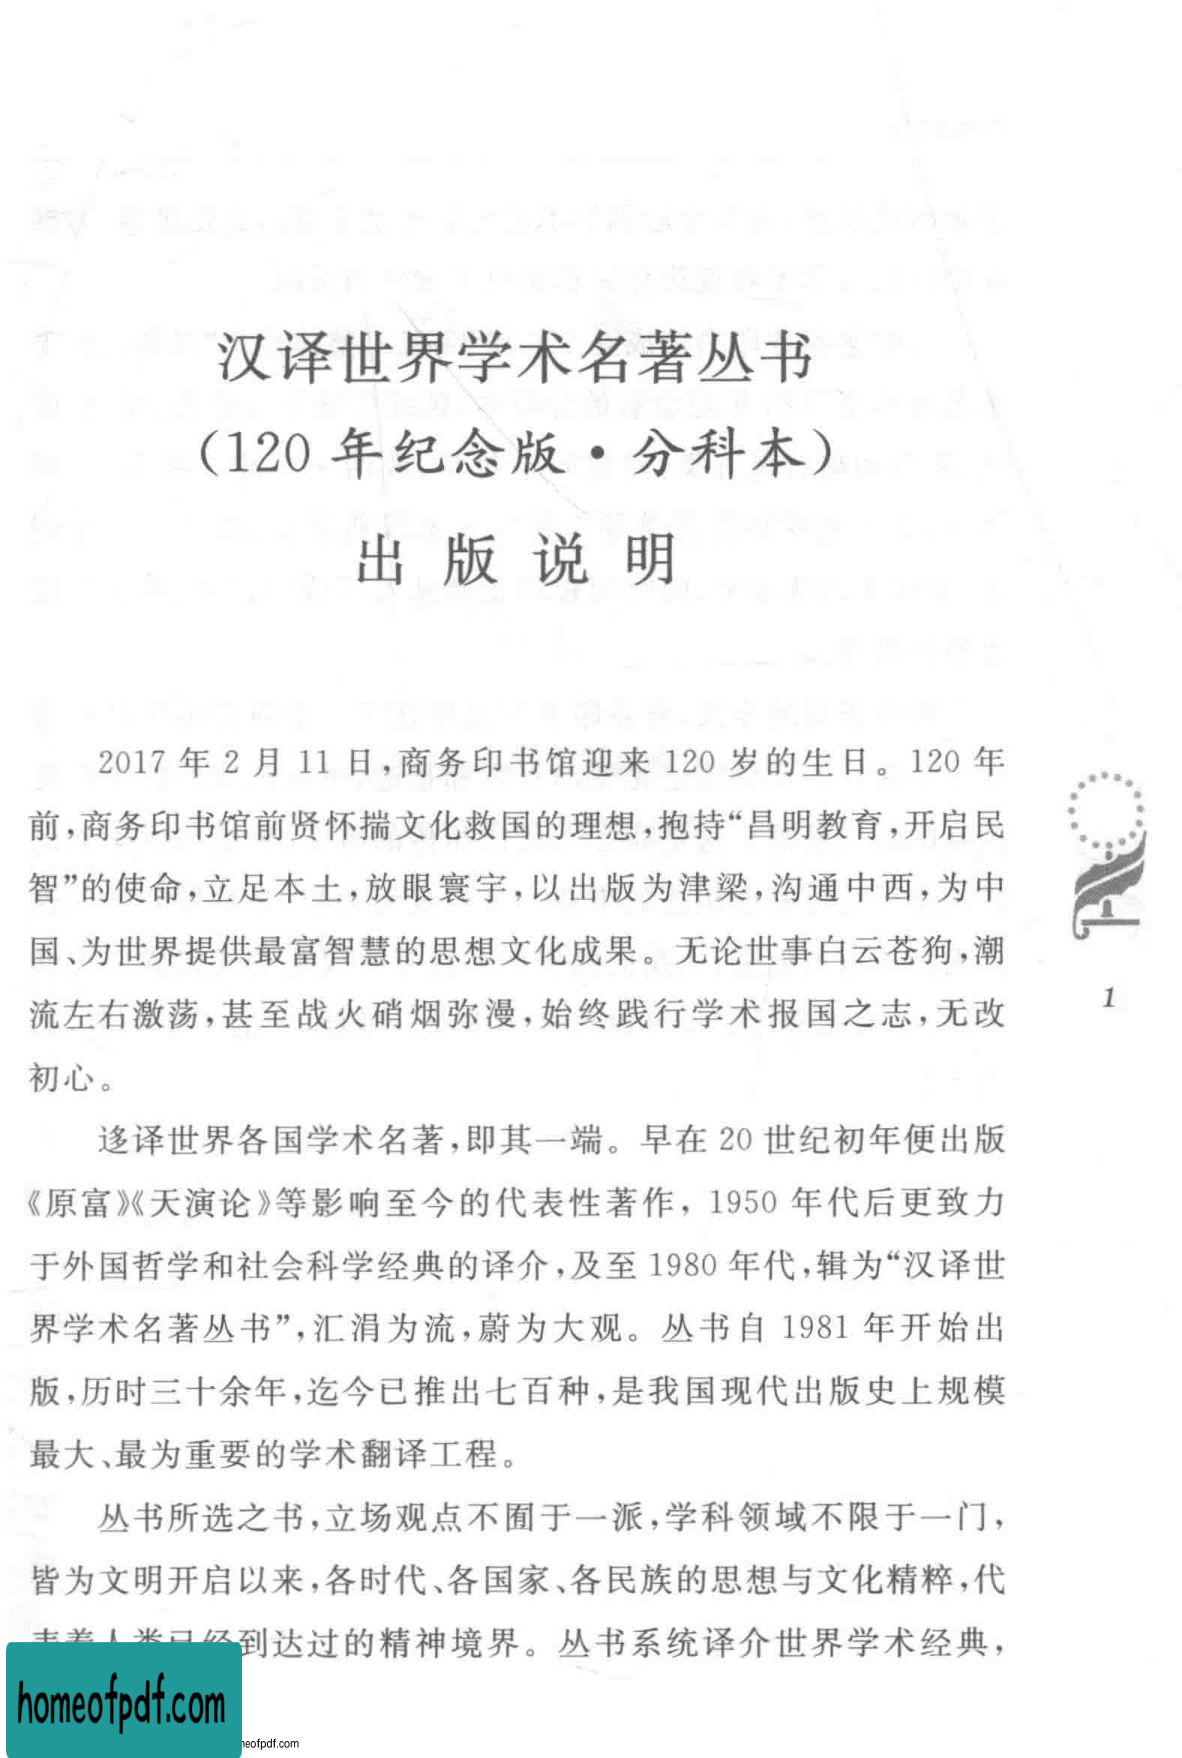 汉译世界学术名著丛书
（120 年纪念版·分科本）
出 版 说 明
2017 年 2 月 11 日，商务印书馆迎来 120 岁的生日。120 年
前，商务印书馆前贤怀揣文化救国的理想，抱持“昌明教育，开启民
智”的使命，立足本土，放眼寰宇，以出版为津梁，沟通中西，为中
国、为世界提供最富智慧的思想文化成果。无论世事白云苍狗，潮
流左右激荡，甚至战火硝烟弥漫，始终践行学术报国之志，无改
初心。
迻译世界各国学术名著，即其一端。早在 20 世纪初年便出版
《原富》《天演论》等影响至今的代表性著作，1950 年代后更致力
于外国哲学和社会科学经典的译介，及至 1980 年代，辑为“汉译世
界学术名著丛书”，汇涓为流，蔚为大观。丛书自 1981 年开始出
版，历时三十余年，迄今已推出七百种，是我国现代出版史上规模
最大、最为重要的学术翻译工程。
丛书所选之书，立场观点不囿于一派，学科领域不限于一门，
皆为文明开启以来，各时代、各国家、各民族的思想与文化精粹，代
表着人类已经到达过的精神境界。丛书系统译介世界学术经典，
1
homeofpdf.com
neofpdf.com